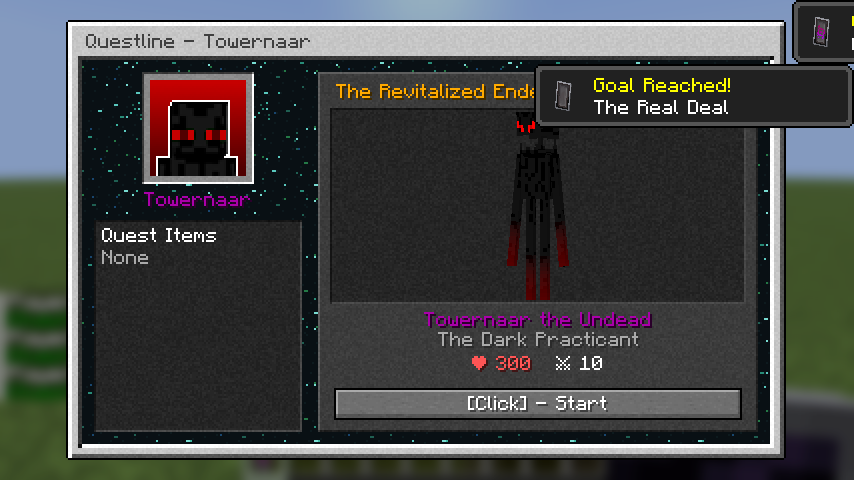 Questline - Towernaar
Goal Reached!
The Real Deal
The Revitalized Ende
Towernaar
Quest Items
None
Towernaar the Undead
The Dark Practicant
300 10
[Click] - Start